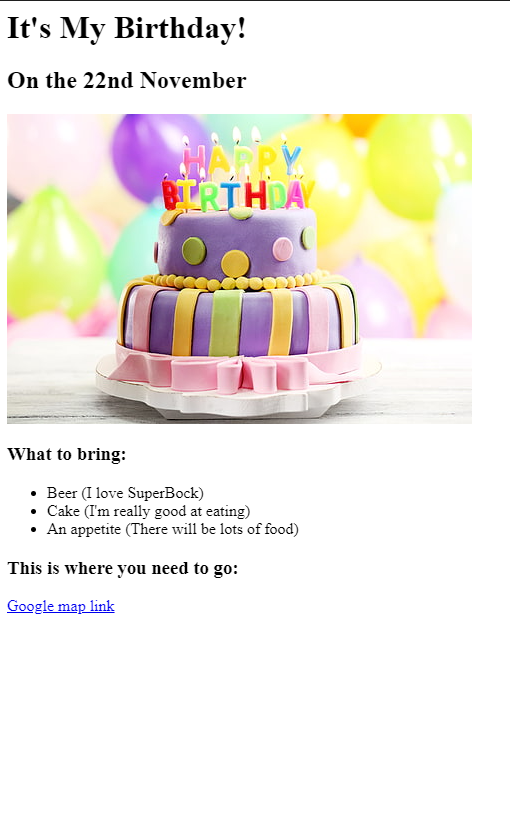 It's My Birthday!
On the 22nd November
HAPPY
BIRTHDAY
What to bring:
Beer (I love SuperBock)
Cake (I'm really good at eating)
An appetite (There will be lots of food)
This is where you need to go:
Google map link